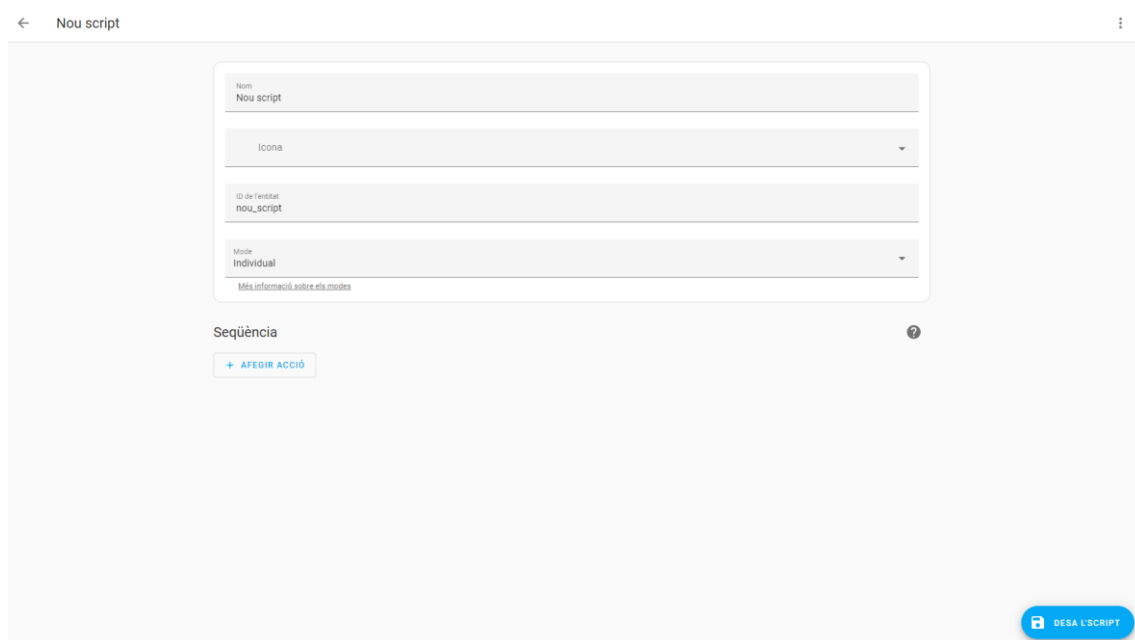 Nou script
Nom
Nou script
Icona
ID de l'entitat
nou_script
Mode
Individual
Més informació sobre els modes
Seqüència
+ AFEGIR ACCIÓ
DESA L'SCRIPT